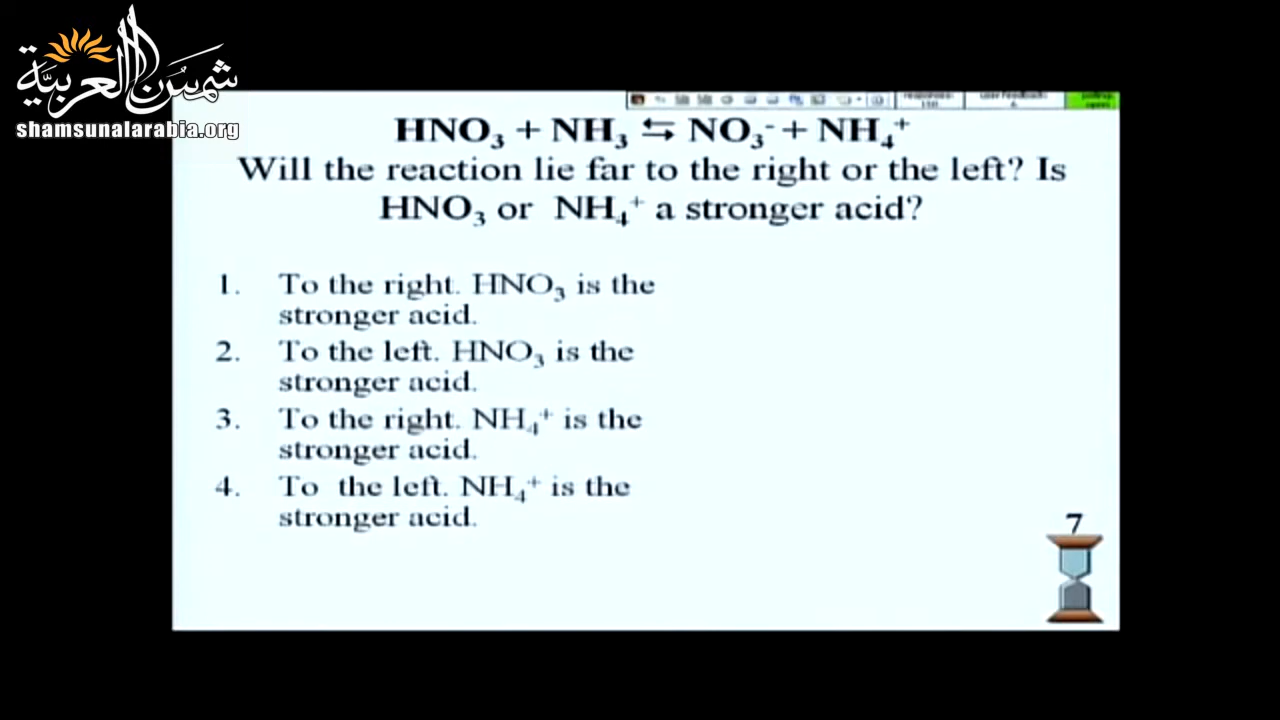 شمسن العربية
shamsunalarabia.org
HNO₃ + NH₃ ⇆ NO₃⁻ + NH₄⁺
Will the reaction lie far to the right or the left? Is
HNO₃ or NH₄⁺ a stronger acid?
1. To the right. HNO₃ is the
stronger acid.
2. To the left. HNO₃ is the
stronger acid.
3. To the right. NH₄⁺ is the
stronger acid.
4. To the left. NH₄⁺ is the
stronger acid.
7